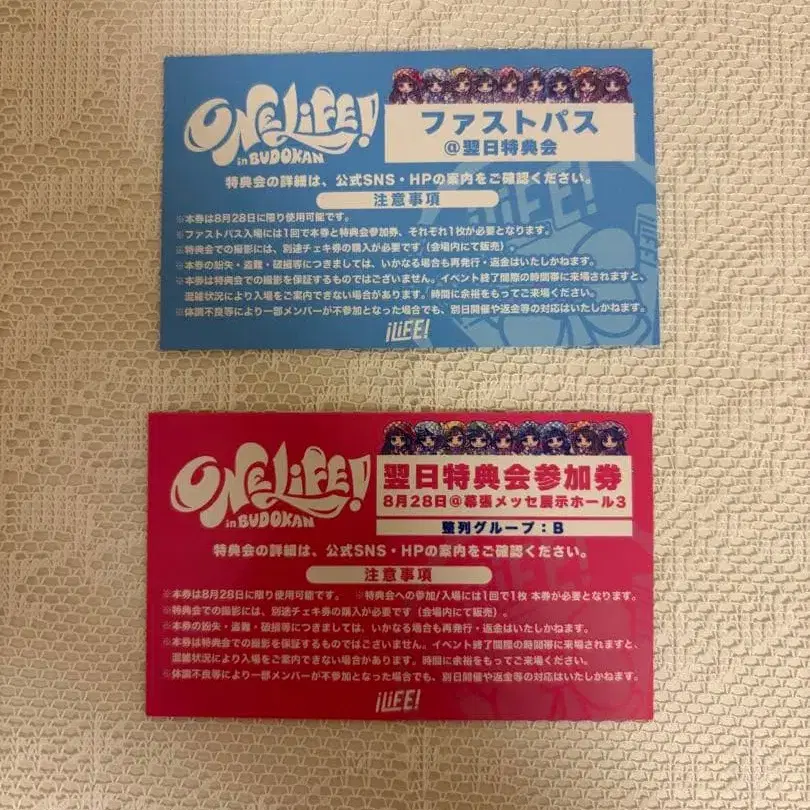 ONE LIFE!
in BUDOKAN
ファストパス
@翌日特典会
特典会の詳細は、公式SNS・HPの案内をご確認ください。
注意事項
※本券は8月28日に限り使用可能です。
※ファストパス入場には1回で本券と特典会参加券、それぞれ1枚が必要となります。
※特典会での撮影には、別途チェキ券の購入が必要です（会場内にて販売）
※本券の紛失・盗難・破損等につきましては、いかなる場合も再発行・返金はいたしかねます。
※本券は特典会での撮影を保証するものではございません。イベント終了間際の時間帯に来場されますと、
混雑状況により入場をご案内できない場合があります。時間に余裕をもってご来場ください。
※体調不良等により一部メンバーが不参加となった場合でも、別日開催や返金等の対応はいたしかねます。
iLiFE!
ONE LIFE!
in BUDOKAN
翌日特典会参加券
8月28日@幕張メッセ展示ホール3
整列グループ：B
特典会の詳細は、公式SNS・HPの案内をご確認ください。
注意事項
※本券は8月28日に限り使用可能です。 ※特典会への参加/入場には1回で1枚 本券が必要となります。
※特典会での撮影には、別途チェキ券の購入が必要です（会場内にて販売）。
※本券の紛失・盗難・破損等につきましては、いかなる場合も再発行・返金はいたしかねます。
※本券は特典会での撮影を保証するものではございません。イベント終了間際の時間帯に来場されますと、
混雑状況により入場をご案内できない場合があります。時間に余裕をもってご来場ください。
※体調不良等により一部メンバーが不参加となった場合でも、別日開催や返金等の対応はいたしかねます。
iLiFE!